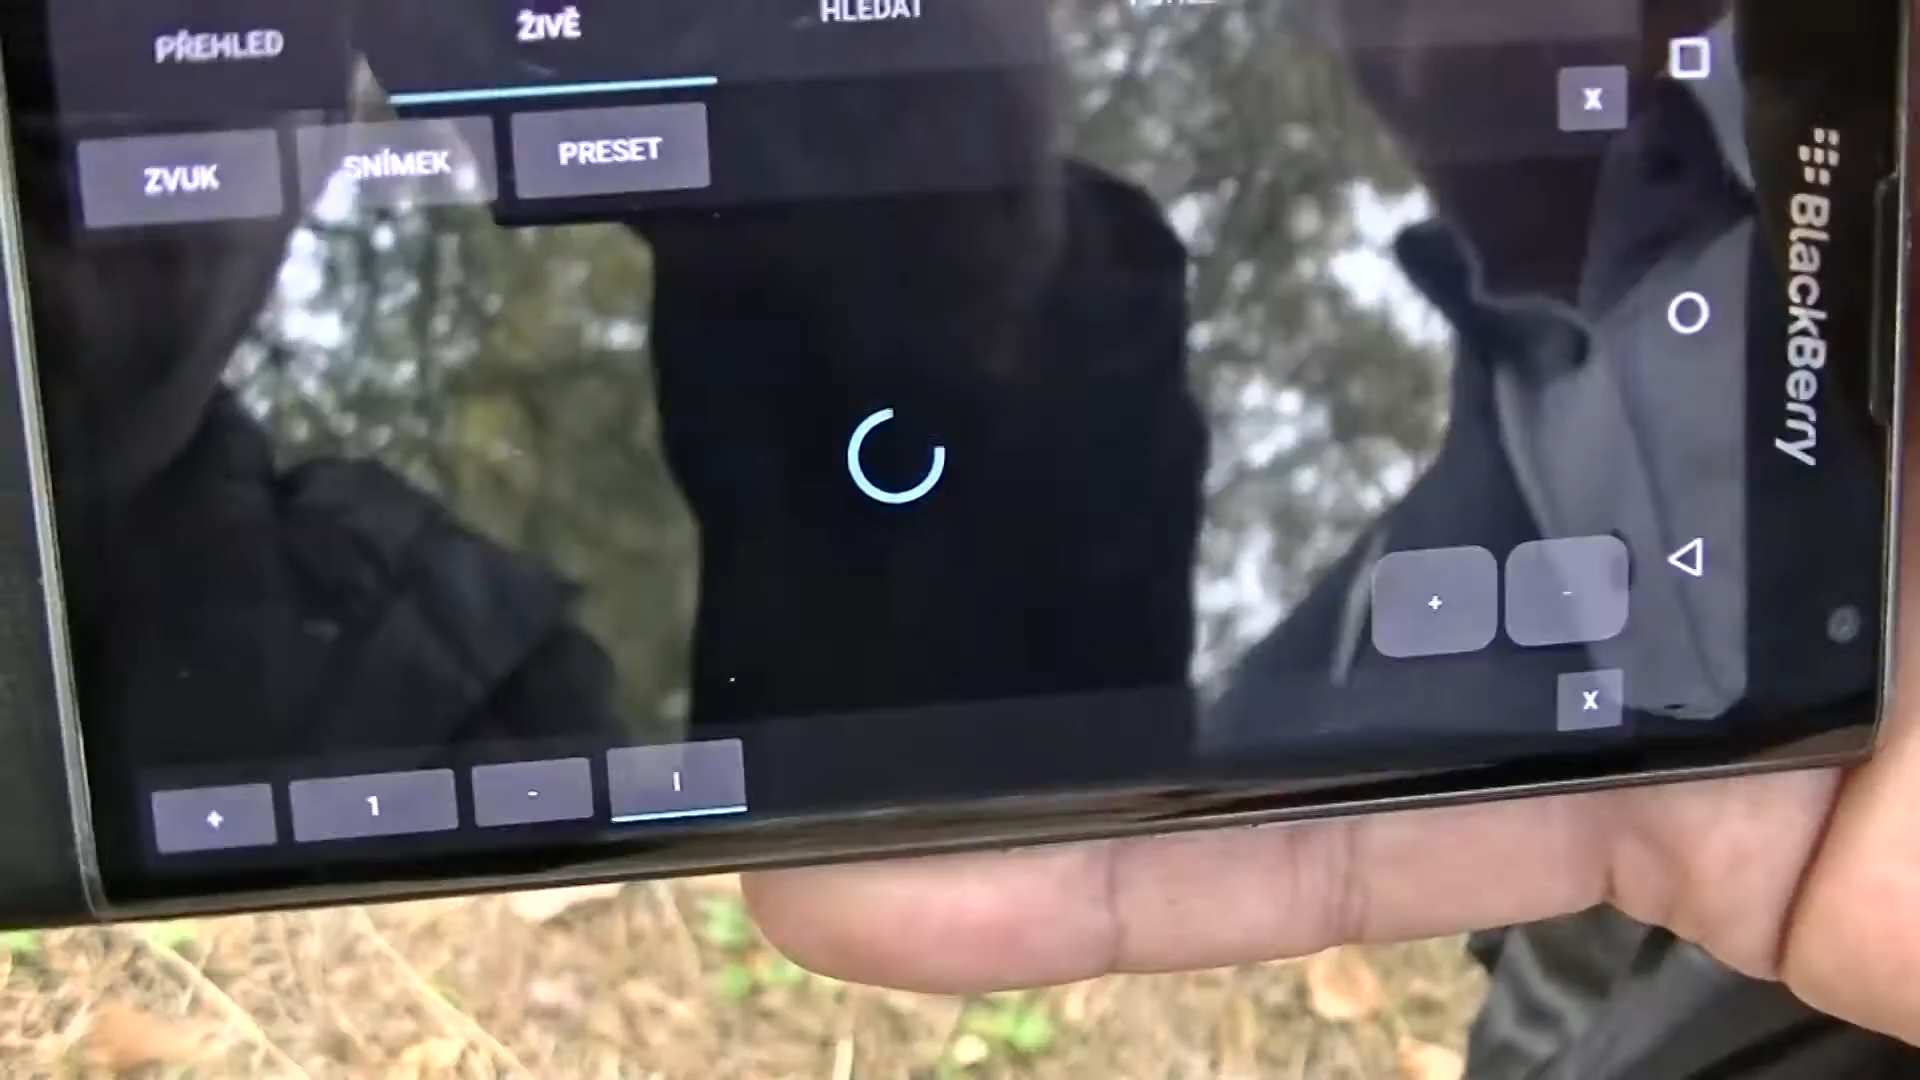 PŘEHLED
ŽIVĚ
HLEDAT
X
ZVUK
SNÍMEK
PRESET
BlackBerry
+
-
X
+
1
-
I